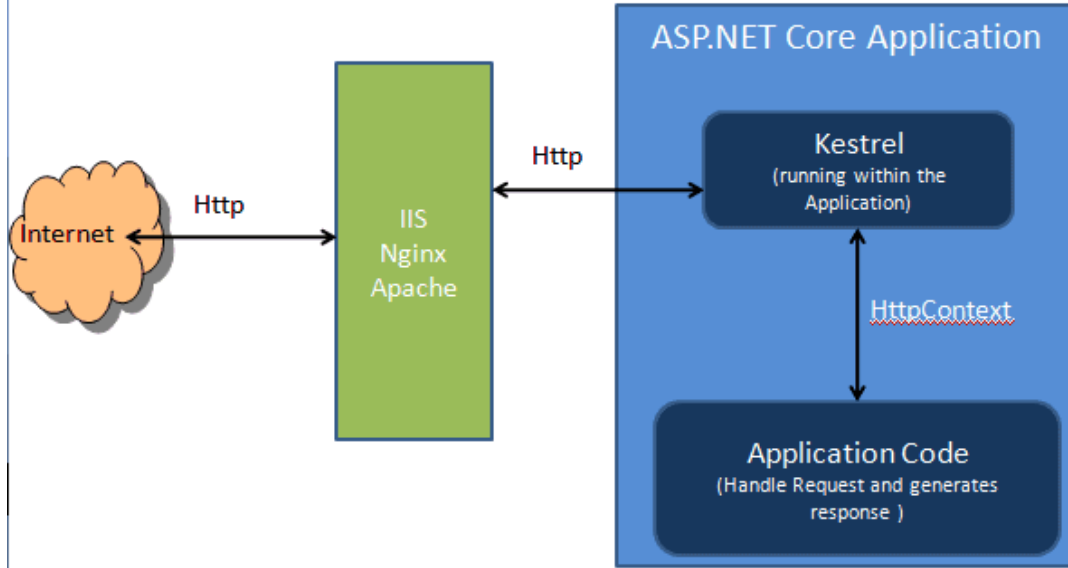 ASP.NET Core Application
Kestrel
(running within the
Application)
Http
Http
Internet
IIS
Nginx
Apache
HttpContext
Application Code
(Handle Request and generates
response )